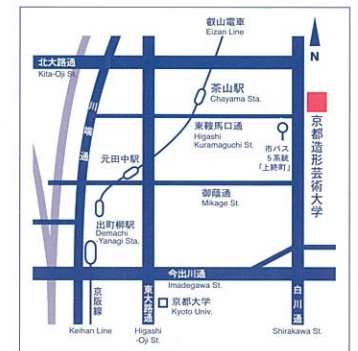 叡山電車
Eizan Line
N
北大路通
Kita-Oji St.
茶山駅
Chayama Sta.
川端通
東鞍馬口通
Higashi
Kuramaguchi St.
市バス
5系統
「上終町」
京都造形芸術大学
元田中駅
御蔭通
Mikage St.
出町柳駅
Demachi
-Yanagi Sta.
今出川通
Imadegawa St.
京阪線
東大路通
京都大学
Kyoto Univ.
白川通
Keihan Line
Higashi
-Oji St.
Shirakawa St.